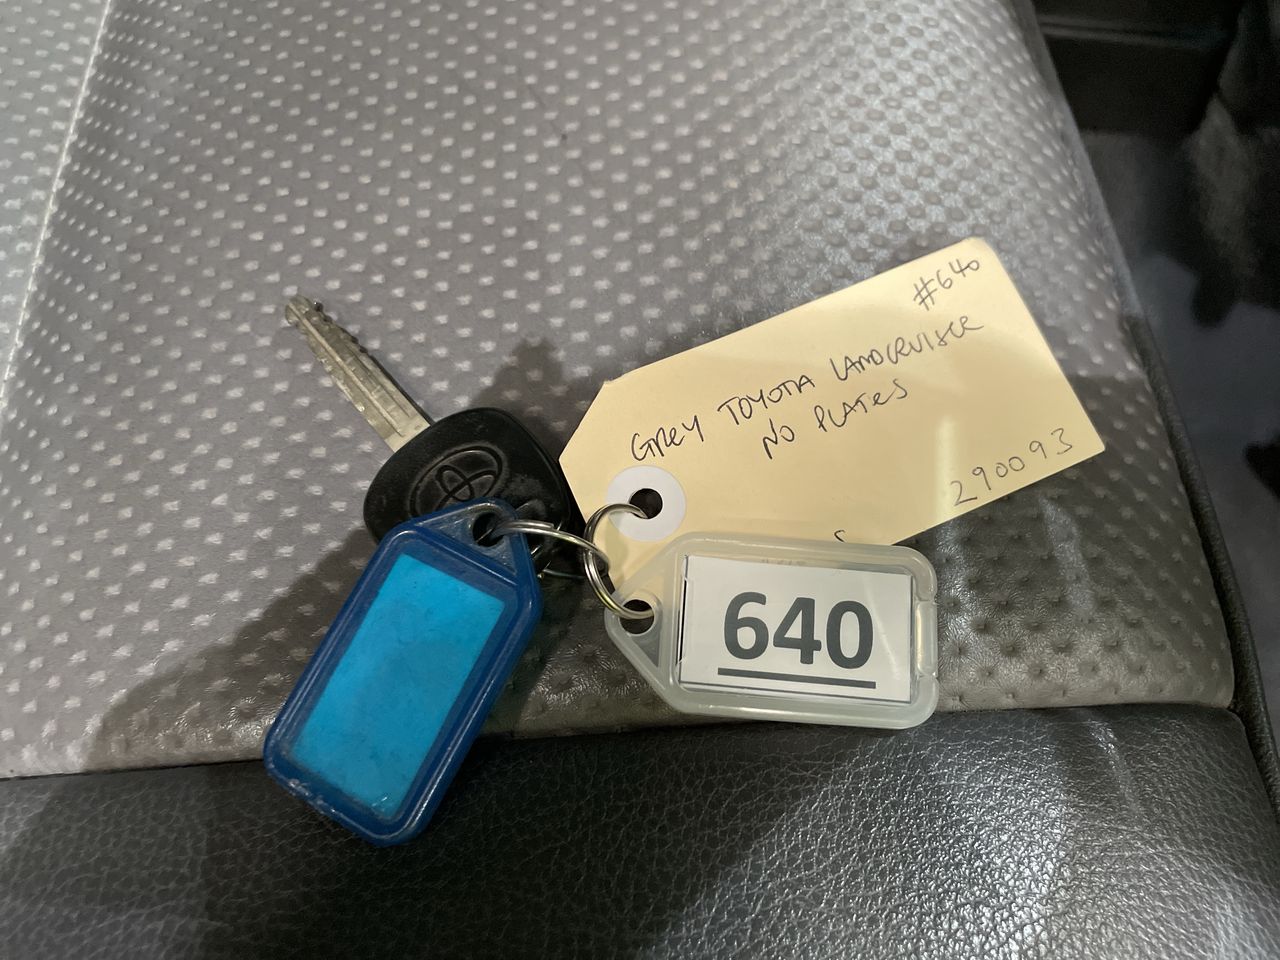 #640
GREY TOYOTA LANDCRUISER
NO PLATES
290093
640